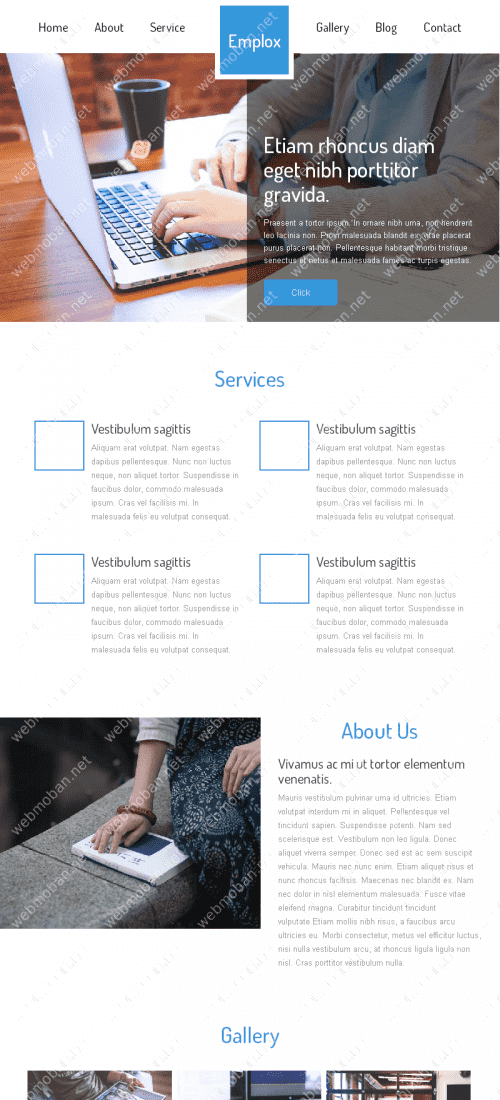 Home About Service Emplox Gallery Blog Contact
Etiam rhoncus diam
eget nibh porttitor
gravida.
Praesent a tortor ipsum. In ornare nibh urna, non hendrerit
leo lacinia non. Proin malesuada blandit ex, vitae placerat
purus placerat non. Pellentesque habitant morbi tristique
senectus et netus et malesuada fames ac turpis egestas.
Click
Services
Vestibulum sagittis
Aliquam erat volutpat. Nam egestas
dapibus pellentesque. Nunc non luctus
neque, non aliquet tortor. Suspendisse in
faucibus dolor, commodo malesuada
ipsum. Cras vel facilisis mi. In
malesuada felis eu volutpat consequat.
Vestibulum sagittis
Aliquam erat volutpat. Nam egestas
dapibus pellentesque. Nunc non luctus
neque, non aliquet tortor. Suspendisse in
faucibus dolor, commodo malesuada
ipsum. Cras vel facilisis mi. In
malesuada felis eu volutpat consequat.
Vestibulum sagittis
Aliquam erat volutpat. Nam egestas
dapibus pellentesque. Nunc non luctus
neque, non aliquet tortor. Suspendisse in
faucibus dolor, commodo malesuada
ipsum. Cras vel facilisis mi. In
malesuada felis eu volutpat consequat.
Vestibulum sagittis
Aliquam erat volutpat. Nam egestas
dapibus pellentesque. Nunc non luctus
neque, non aliquet tortor. Suspendisse in
faucibus dolor, commodo malesuada
ipsum. Cras vel facilisis mi. In
malesuada felis eu volutpat consequat.
About Us
Vivamus ac mi ut tortor elementum
venenatis.
Mauris vestibulum pulvinar urna id ultricies. Etiam
volutpat interdum mi in aliquet. Pellentesque vel
tincidunt sapien. Suspendisse potenti. Nam sed
scelerisque est. Vestibulum non leo ligula. Donec
aliquet viverra semper. Donec sed est ac sem suscipit
vehicula. Mauris nec nunc enim. Etiam aliquet risus et
nunc rhoncus facilisis. Maecenas nec blandit ex. Nam
nec dolor in nisl elementum malesuada. Fusce vitae
eleifend magna. Curabitur tincidunt tincidunt
vulputate Etiam mollis nibh risus, a faucibus arcu
ultricies eu. Morbi consectetur, metus vel efficitur luctus,
nisi nulla vestibulum arcu, at rhoncus ligula ligula non
nisl. Cras porttitor vestibulum nulla.
Gallery
webmoban.net